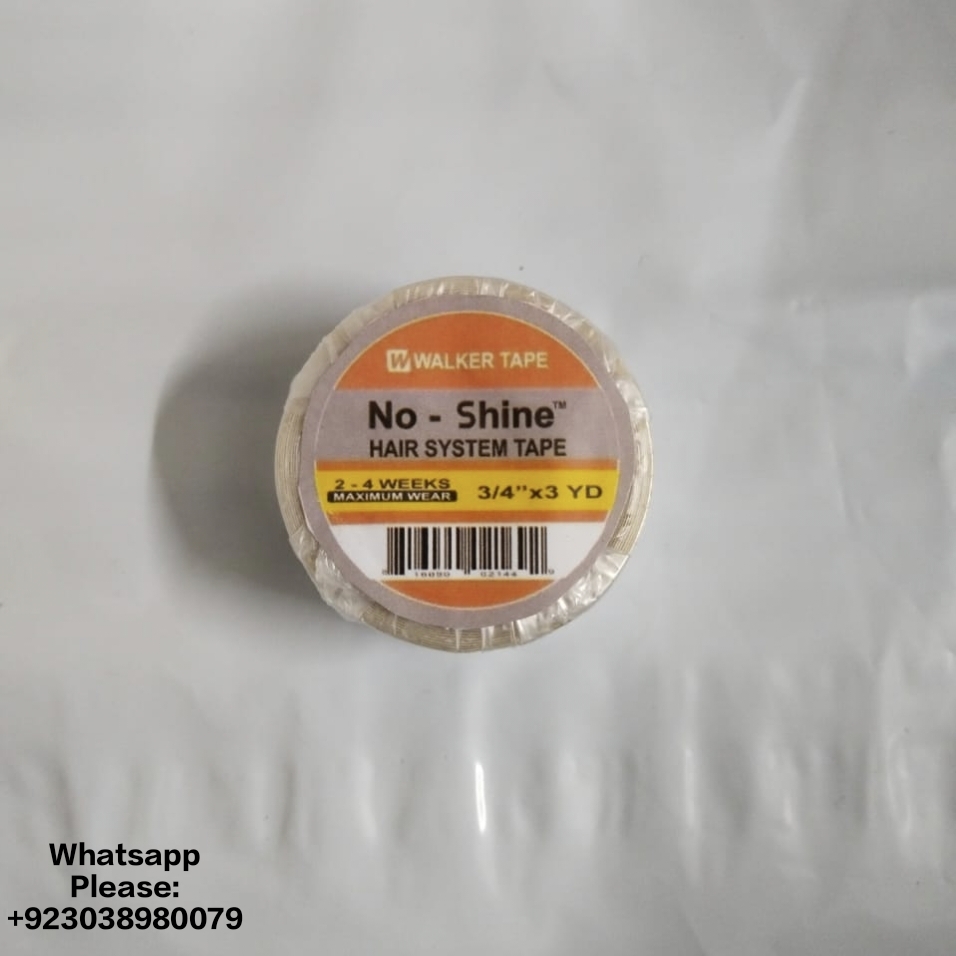 WALKER TAPE
No - Shine™
HAIR SYSTEM TAPE
2 - 4 WEEKS
MAXIMUM WEAR
3/4"x3 YD
Whatsapp
Please:
+923038980079